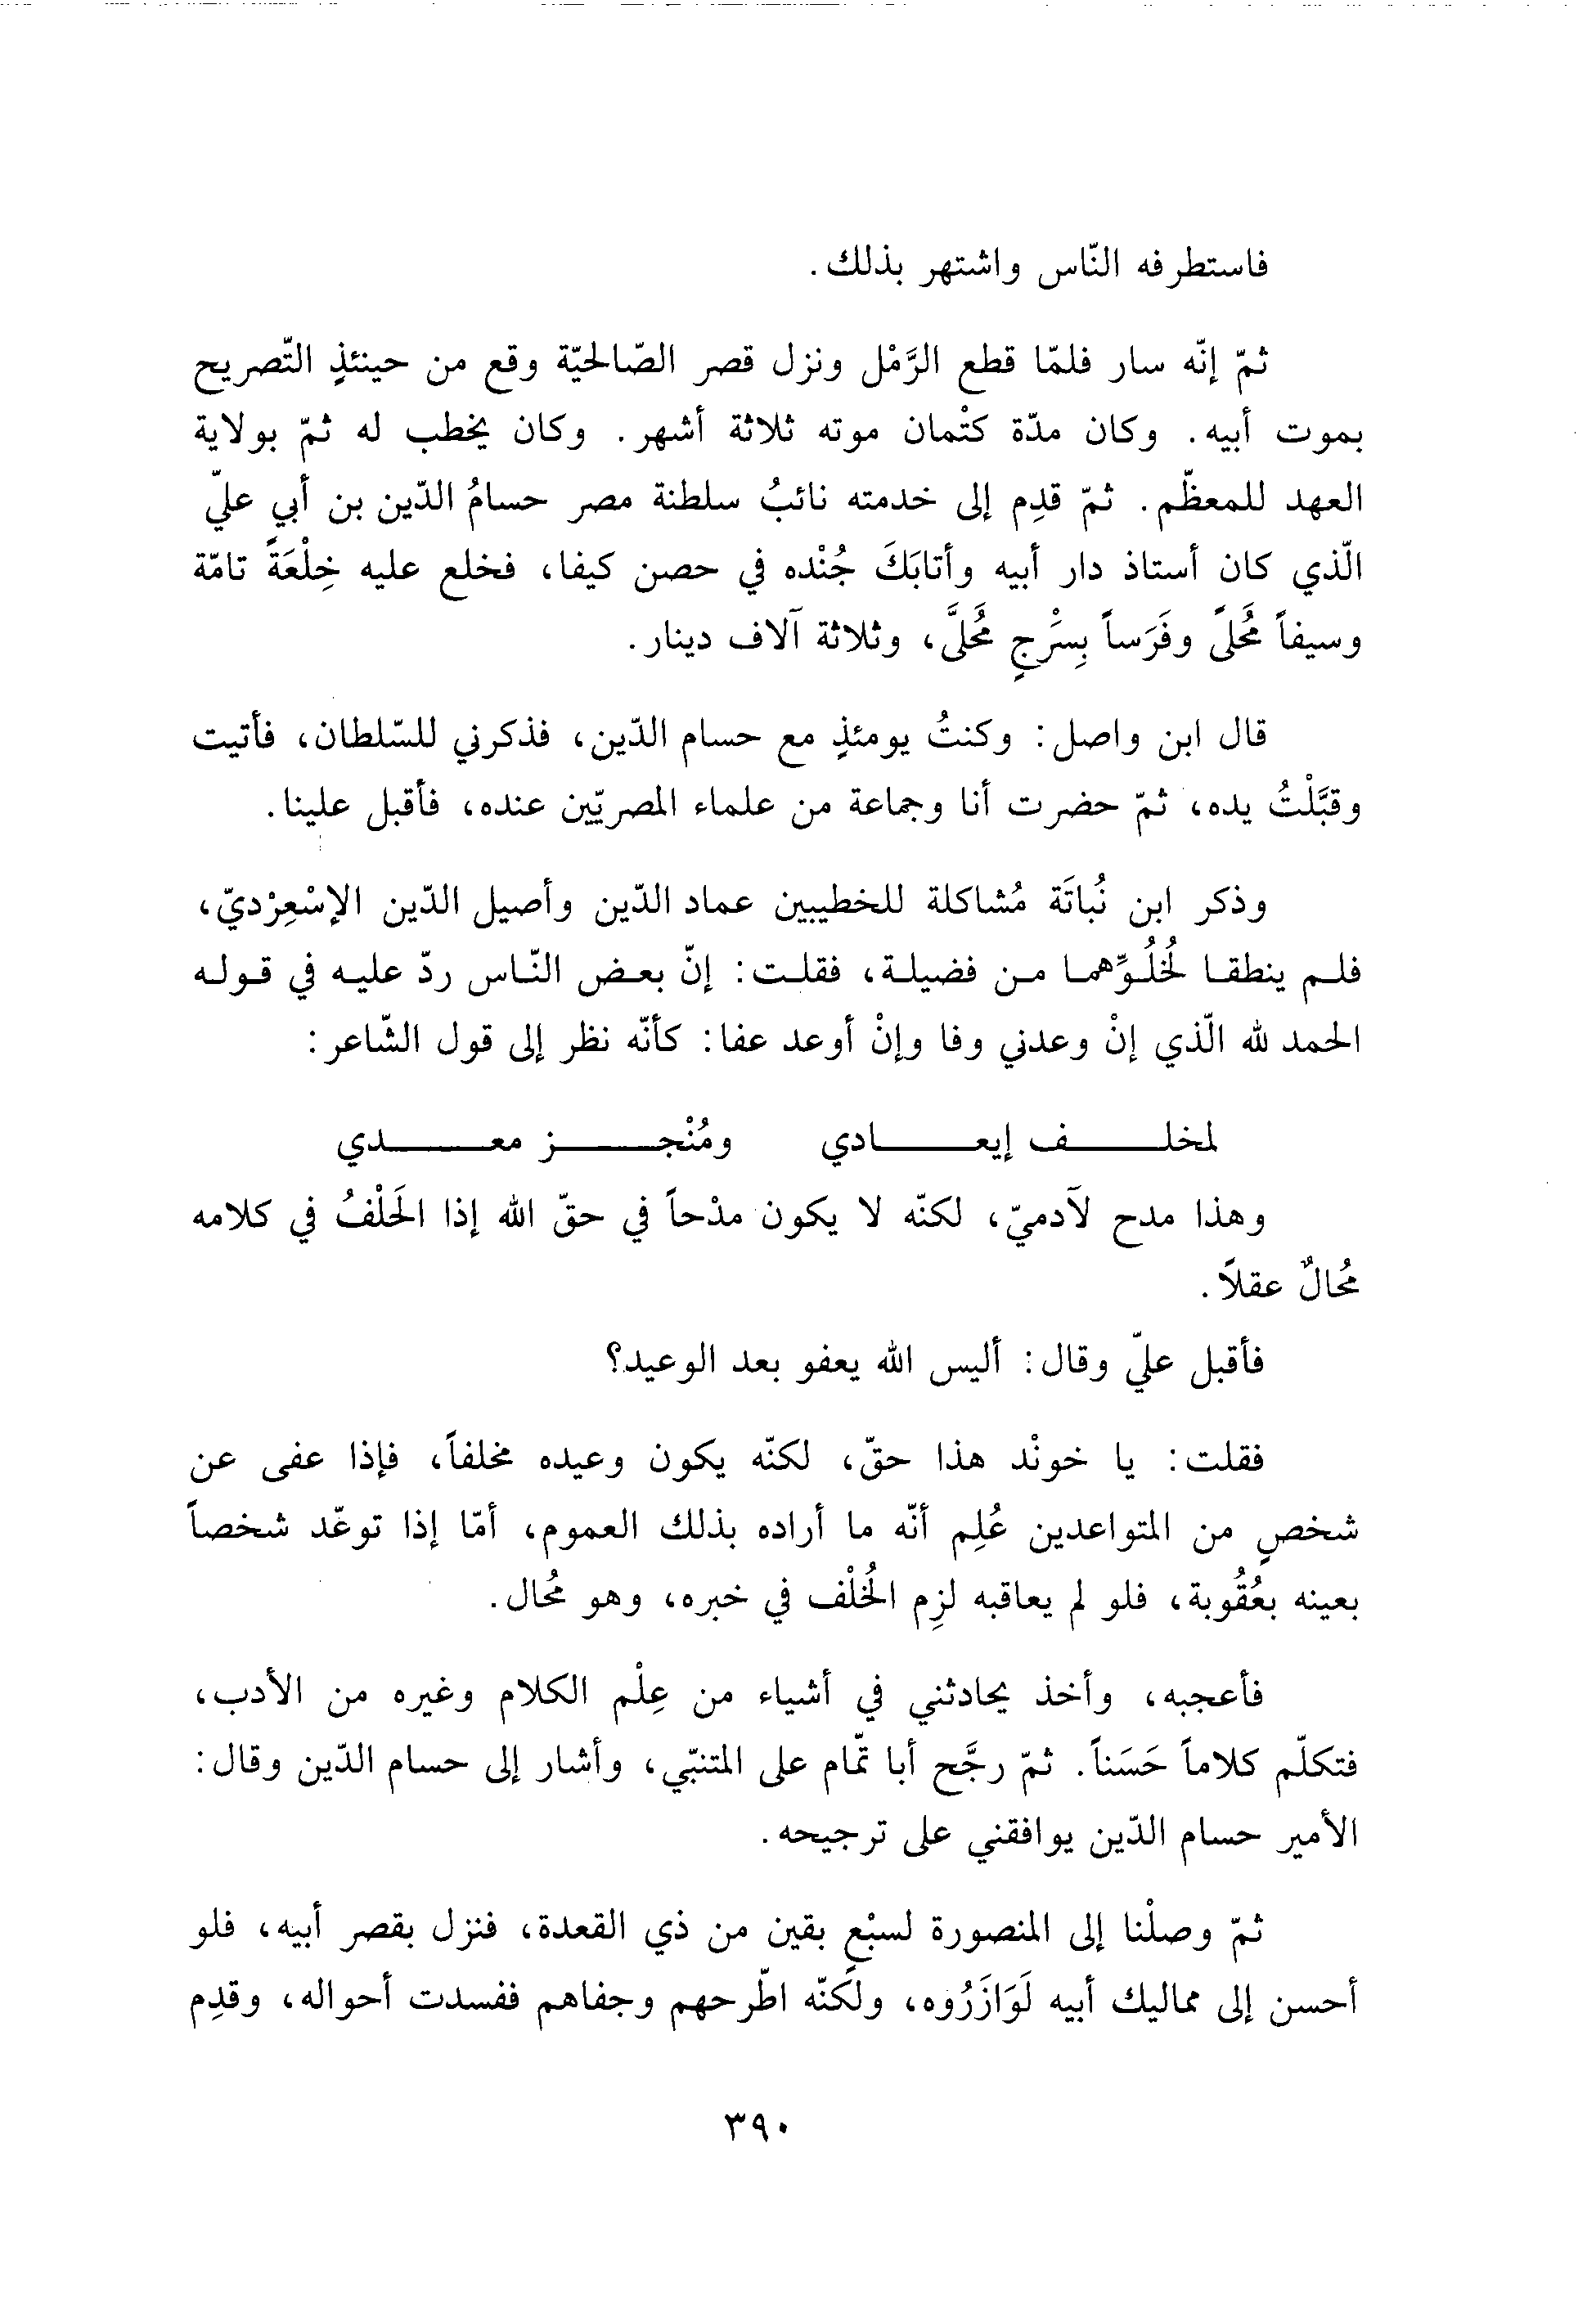 فاستطرفه النّاس واشتهر بذلك.
ثمّ إنّه سار فلمّا قطع الرَّمْل ونزل قصر الصّالحيّة وقع من حينئذٍ التّصريح
بموت أبيه. وكان مدّة كتْمان موته ثلاثة أشهر. وكان يخطب له ثمّ بولاية
العهد للمعظّم. ثمّ قدِم إلى خدمته نائبُ سلطنة مصر حسامُ الدّين بن أبي عليّ
الّذي كان أستاذ دار أبيه وأتابَكَ جُنْده في حصن كيفا، فخلع عليه خِلْعَةً تامّة
وسيفاً مُحَلىً وفَرَساً بِسَرْجٍ مُحَلىَّ، وثلاثة آلاف دينار.
قال ابن واصل: وكنتُ يومئذٍ مع حسام الدّين، فذكرني للسّلطان، فأتيت
وقبَّلْتُ يده، ثمّ حضرت أنا وجماعة من علماء المصريّين عنده، فأقبل علينا.
وذكر ابن نُباتَة مُشاكلة للخطيبين عماد الدّين وأصيل الدّين الإسْعِرْديّ،
فلم ينطقا لخُلُوِّهما من فضيلة، فقلت: إنّ بعض النّاس ردّ عليه في قوله
الحمد لله الّذي إنْ وعدني وفا وإنْ أوعد عفا: كأنّه نظر إلى قول الشّاعر:
لمخلف إيعادي ومُنْجز معدي
وهذا مدح لآدميّ، لكنّه لا يكون مدْحاً في حقّ الله إذا الخَلْفُ في كلامه
مُحالٌ عقلاً.
فأقبل عليّ وقال: أليس الله يعفو بعد الوعيد؟
فقلت: يا خونْد هذا حقّ، لكنّه يكون وعيده مخلفاً، فإذا عفى عن
شخصٍ من المتواعدين عُلِم أنّه ما أراده بذلك العموم، أمّا إذا توعّد شخصاً
بعينه بعُقُوبة، فلو لم يعاقبه لزِم الخُلْف في خبره، وهو مُحال.
فأعجبه، وأخذ يحادثني في أشياء من عِلْم الكلام وغيره من الأدب،
فتكلّم كلاماً حَسَناً. ثمّ رجَّح أبا تمّام على المتنبّي، وأشار إلى حسام الدّين وقال:
الأمير حسام الدّين يوافقني على ترجيحه.
ثمّ وصلْنا إلى المنصورة لسبْعٍ بقين من ذي القعدة، فنزل بقصر أبيه، فلو
أحسن إلى مماليك أبيه لَوَازَرُوه، ولكنّه اطّرحهم وجفاهم ففسدت أحواله، وقدِم
٣٩٠